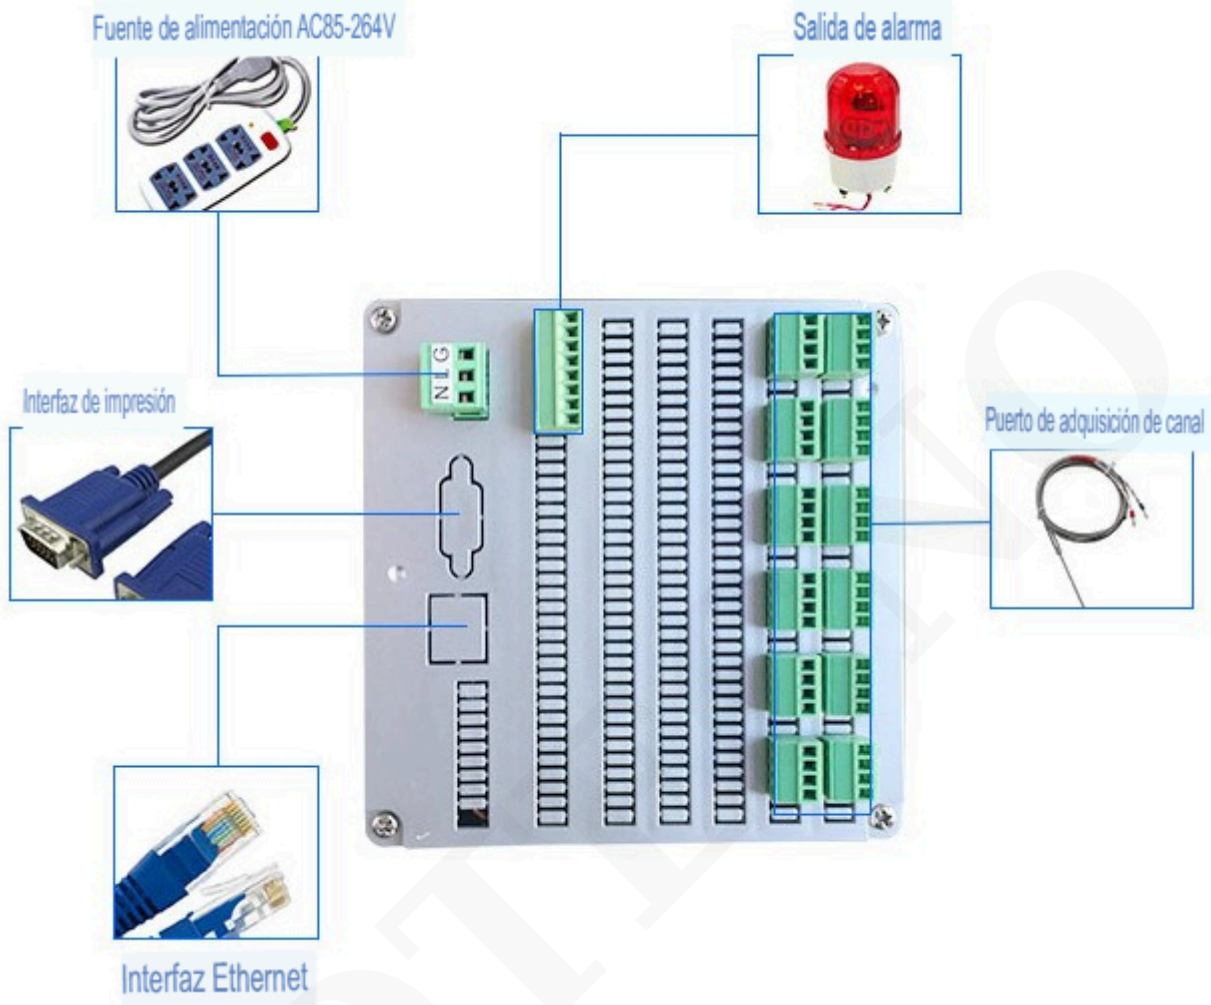 Fuente de alimentación AC85-264V
Salida de alarma
N L G
Interfaz de impresión
Puerto de adquisición de canal
Interfaz Ethernet